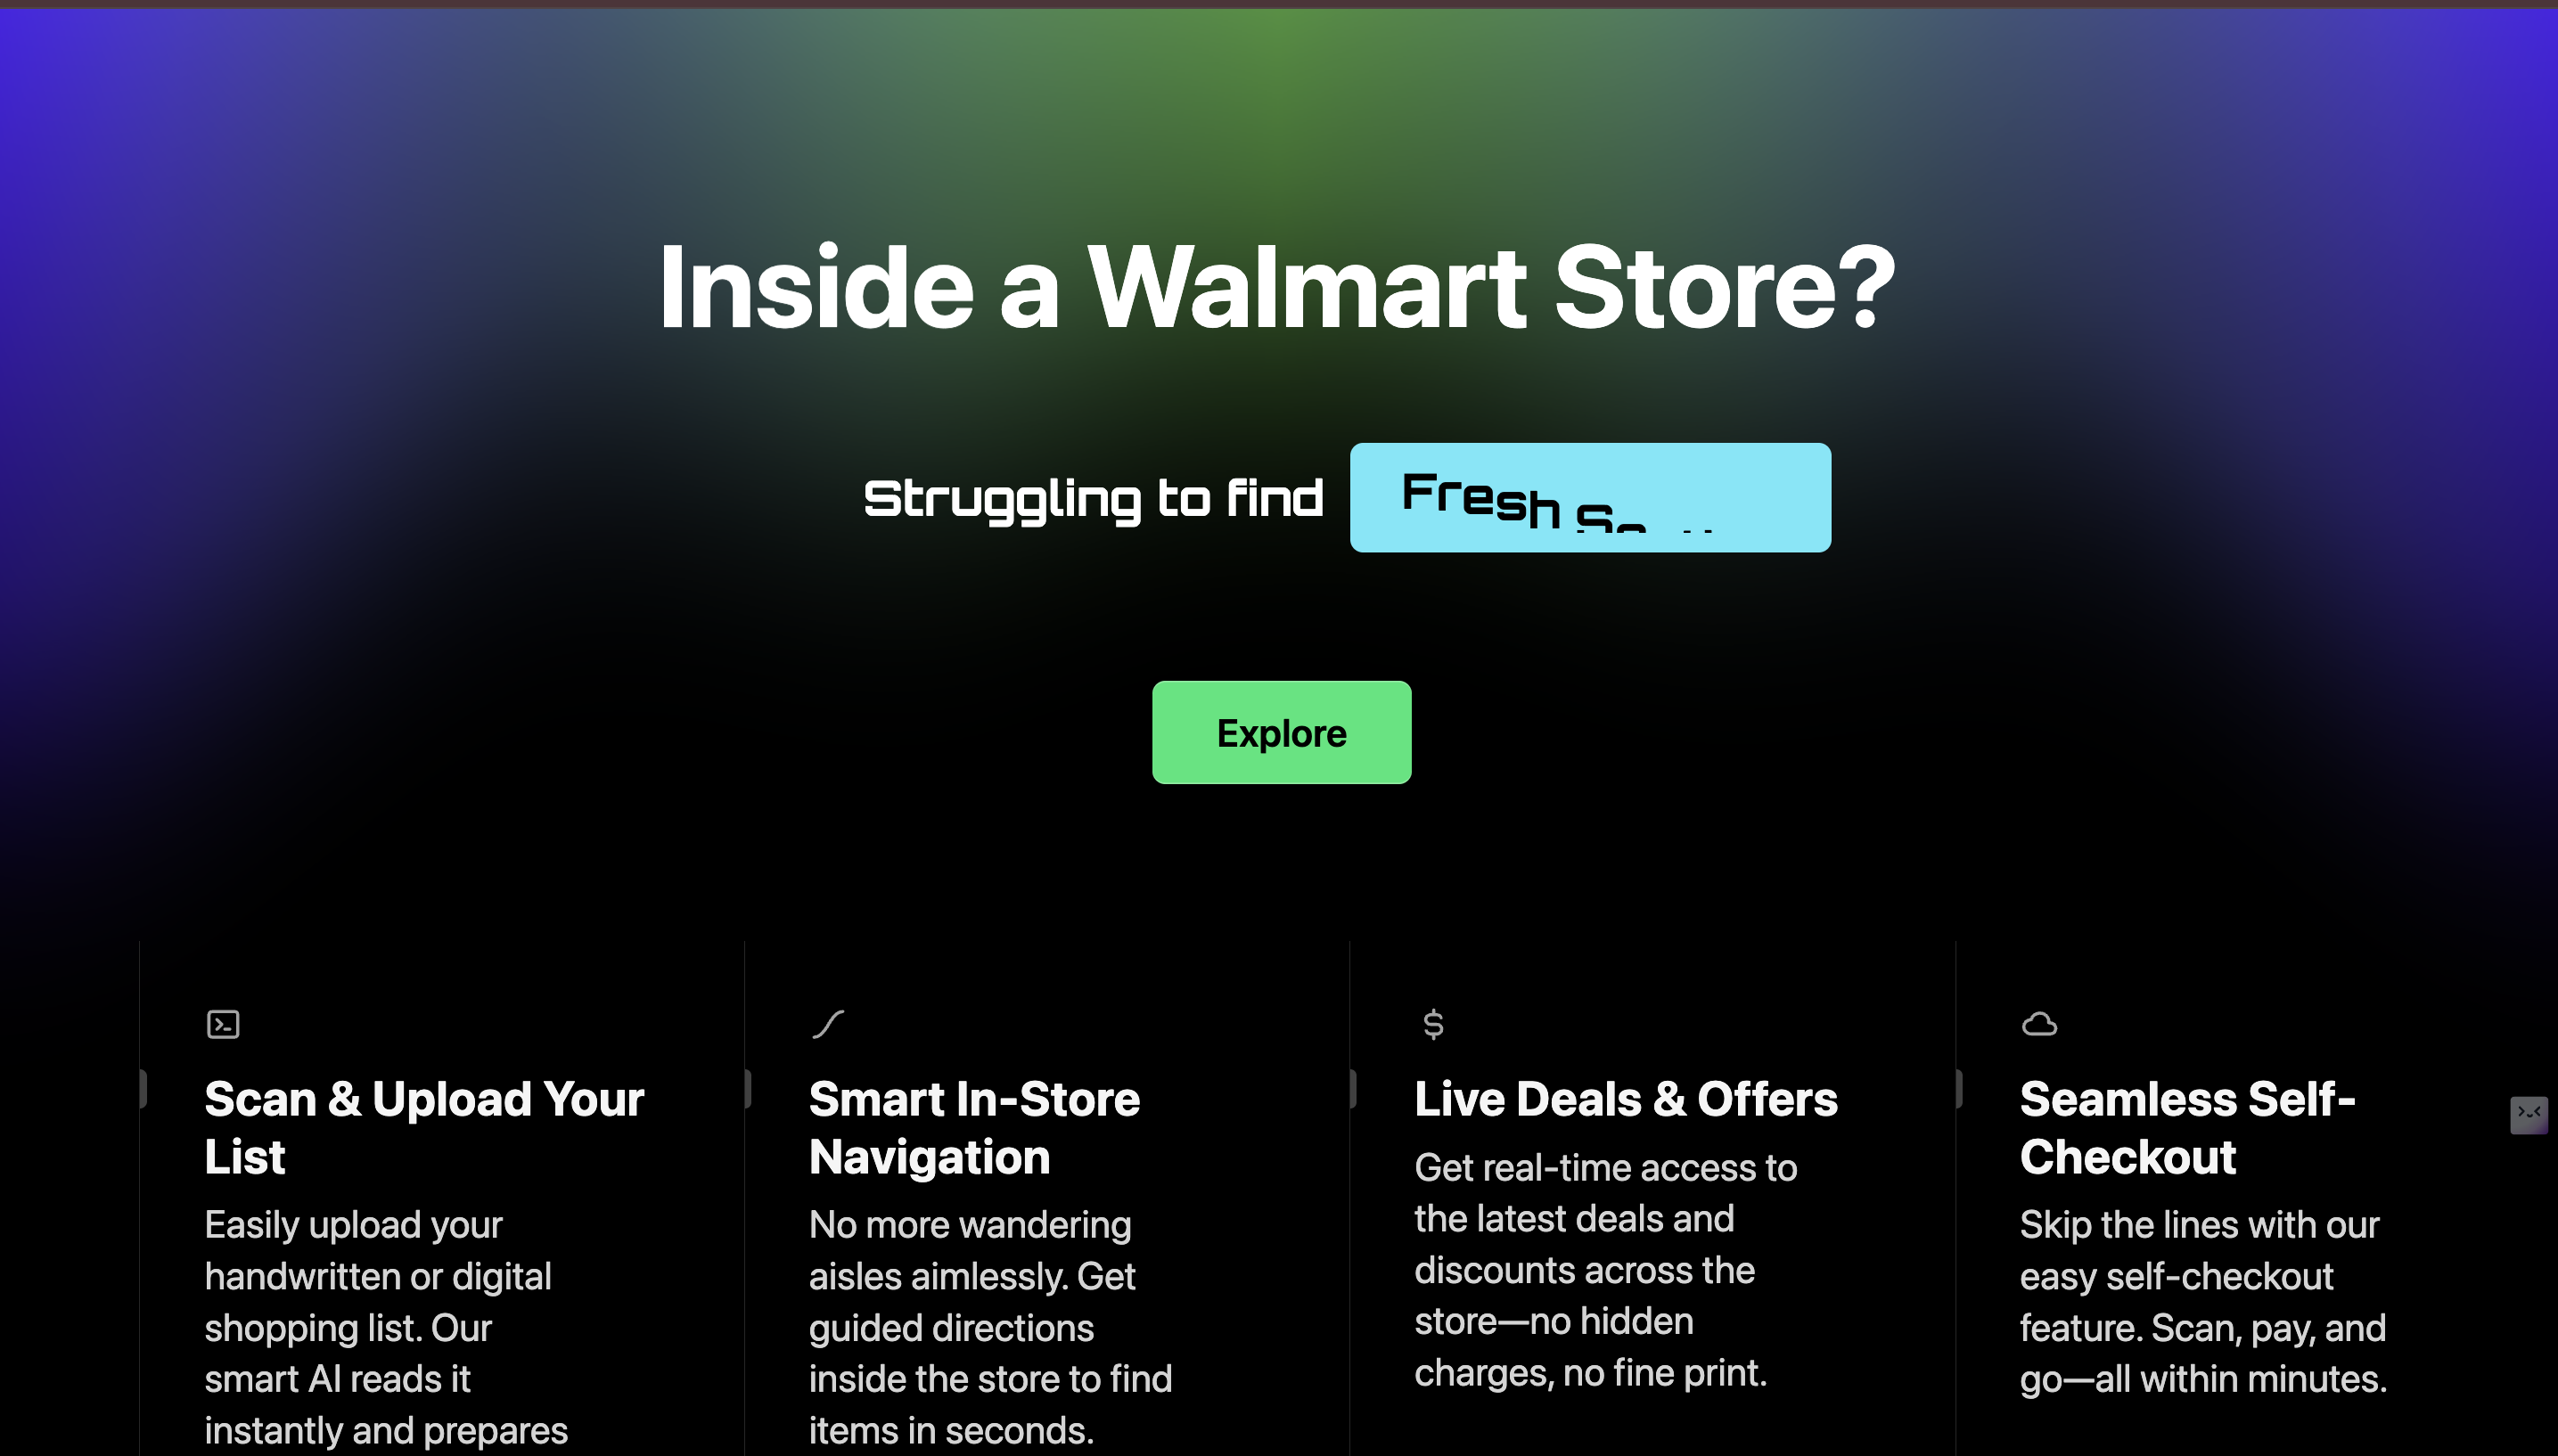 Inside a Walmart Store?
Struggling to find
Fresh
Explore
$
Scan & Upload Your
List
Easily upload your
handwritten or digital
shopping list. Our
smart AI reads it
instantly and prepares
Smart In-Store
Navigation
No more wandering
aisles aimlessly. Get
guided directions
inside the store to find
items in seconds.
Live Deals & Offers
Get real-time access to
the latest deals and
discounts across the
store—no hidden
charges, no fine print.
Seamless Self-
Checkout
Skip the lines with our
easy self-checkout
feature. Scan, pay, and
go—all within minutes.